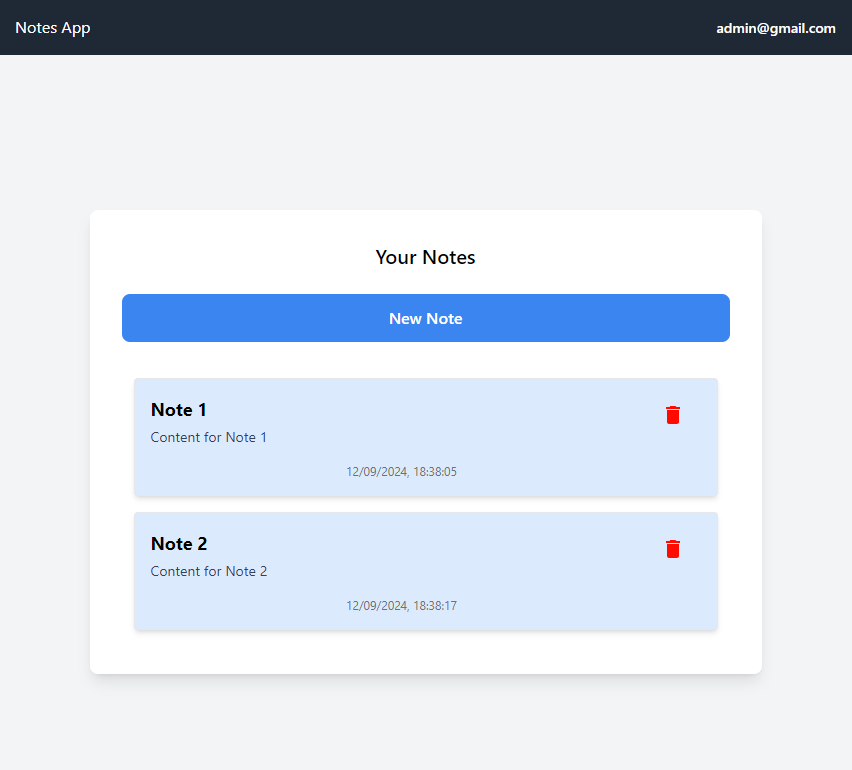 Notes App
admin@gmail.com
Your Notes
New Note
Note 1
Content for Note 1
12/09/2024, 18:38:05
Note 2
Content for Note 2
12/09/2024, 18:38:17